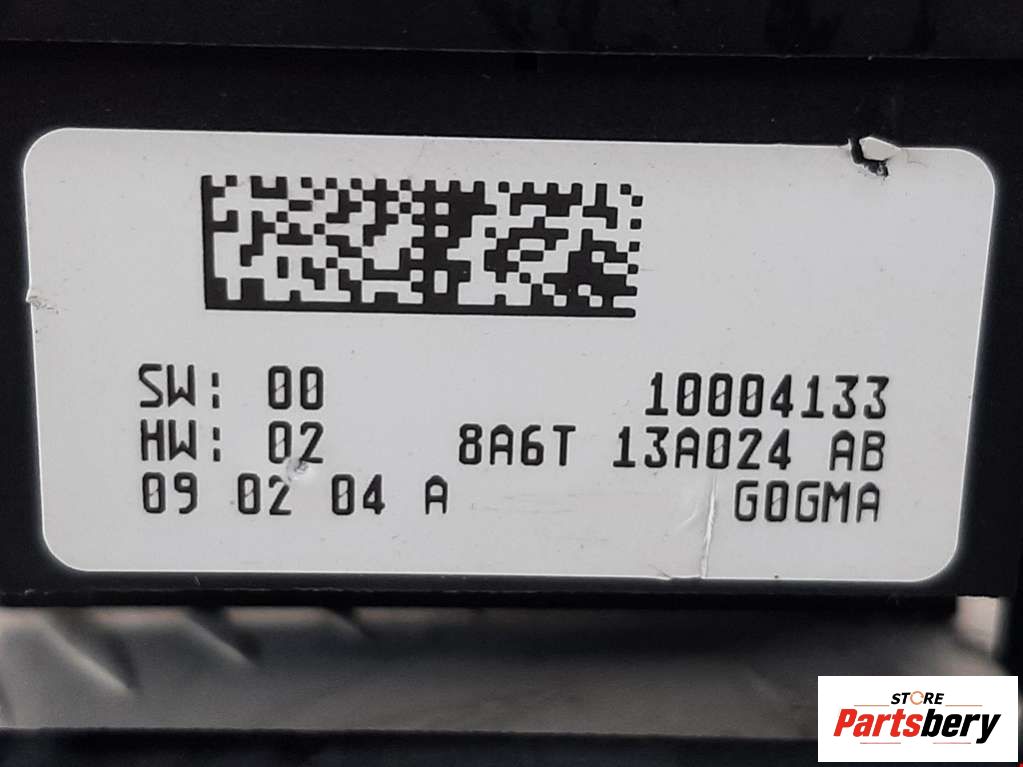 SW: 00 10004133
HW: 02 8A6T 13A024 AB
09 02 04 A G0GMA
STORE
Partsbery